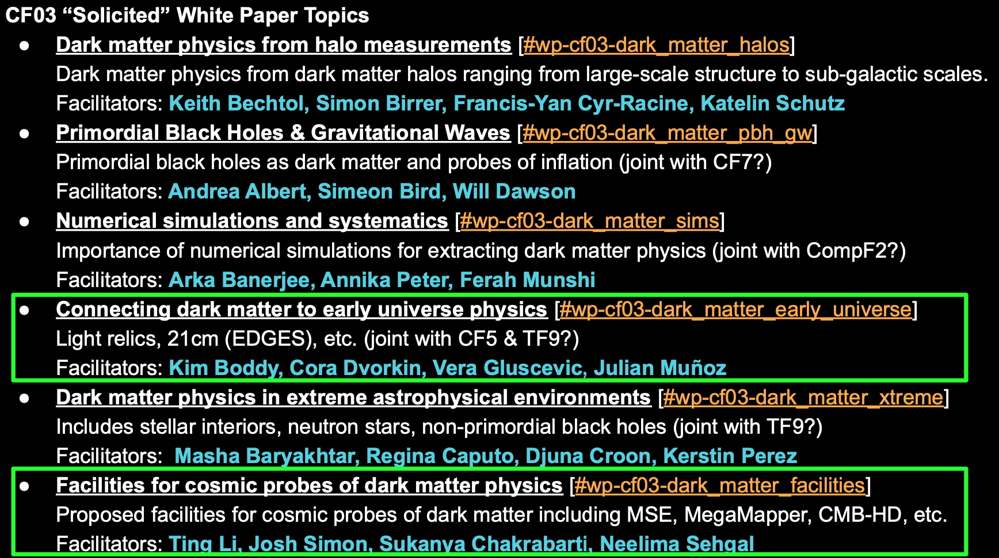 CF03 “Solicited” White Paper Topics
● Dark matter physics from halo measurements [#wp-cf03-dark_matter_halos]
Dark matter physics from dark matter halos ranging from large-scale structure to sub-galactic scales.
Facilitators: Keith Bechtol, Simon Birrer, Francis-Yan Cyr-Racine, Katelin Schutz
● Primordial Black Holes & Gravitational Waves [#wp-cf03-dark_matter_pbh_gw]
Primordial black holes as dark matter and probes of inflation (joint with CF7?)
Facilitators: Andrea Albert, Simeon Bird, Will Dawson
● Numerical simulations and systematics [#wp-cf03-dark_matter_sims]
Importance of numerical simulations for extracting dark matter physics (joint with CompF2?)
Facilitators: Arka Banerjee, Annika Peter, Ferah Munshi
● Connecting dark matter to early universe physics [#wp-cf03-dark_matter_early_universe]
Light relics, 21cm (EDGES), etc. (joint with CF5 & TF9?)
Facilitators: Kim Boddy, Cora Dvorkin, Vera Gluscevic, Julian Muñoz
● Dark matter physics in extreme astrophysical environments [#wp-cf03-dark_matter_xtreme]
Includes stellar interiors, neutron stars, non-primordial black holes (joint with TF9?)
Facilitators:  Masha Baryakhtar, Regina Caputo, Djuna Croon, Kerstin Perez
● Facilities for cosmic probes of dark matter physics [#wp-cf03-dark_matter_facilities]
Proposed facilities for cosmic probes of dark matter including MSE, MegaMapper, CMB-HD, etc.
Facilitators: Ting Li, Josh Simon, Sukanya Chakrabarti, Neelima Sehgal